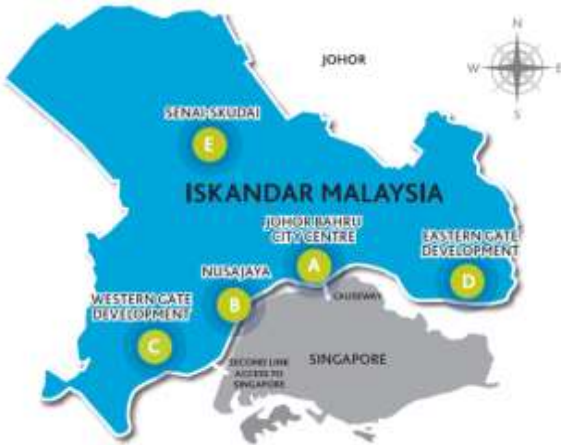 N
W E
S
JOHOR
SENAI-SKUDAI
E
ISKANDAR MALAYSIA
JOHOR BAHRU
CITY CENTRE
A
EASTERN GATE
DEVELOPMENT
D
NUSAJAYA
B
CAUSEWAY
WESTERN GATE
DEVELOPMENT
C
SECOND LINK
ACCESS TO
SINGAPORE
SINGAPORE